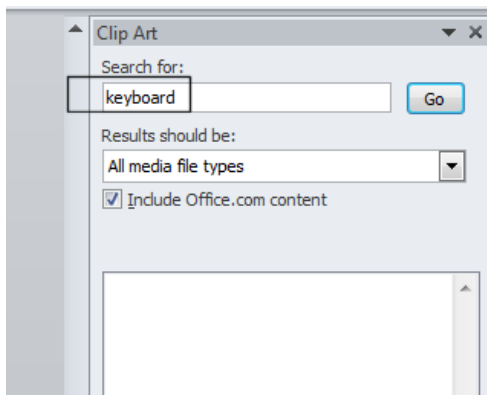 Clip Art
Search for:
keyboard
Go
Results should be:
All media file types
Include Office.com content